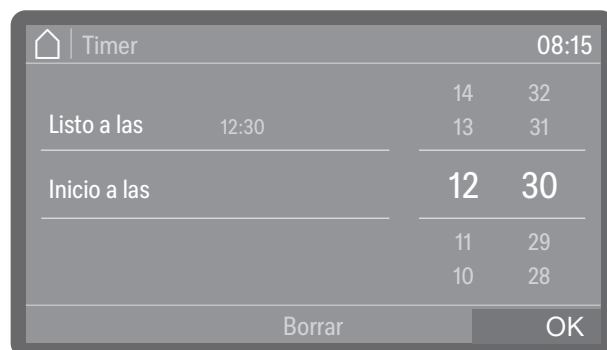 Timer 08:15
14 32
Listo a las 12:30 13 31
Inicio a las 12 30
11 29
10 28
Borrar OK